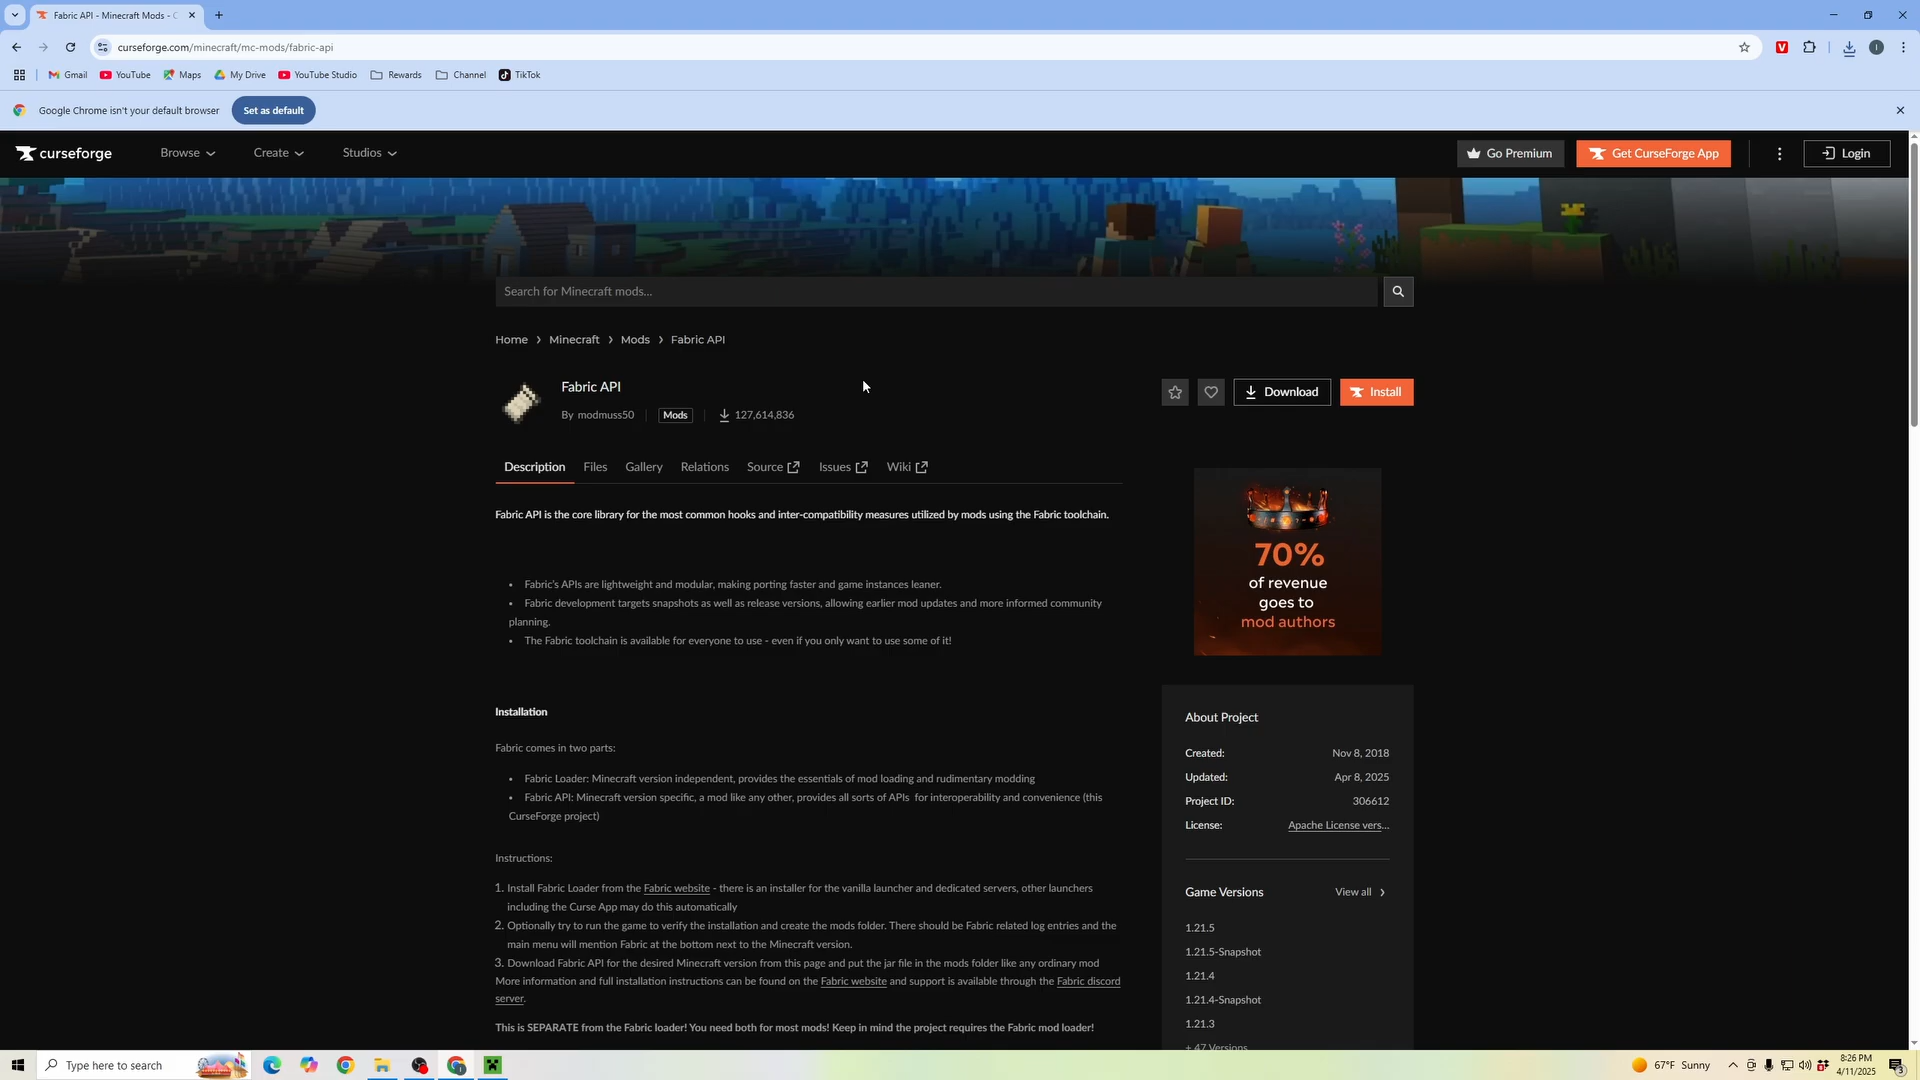 Fabric API - Minecraft Mods - C
curseforge.com/minecraft/mc-mods/fabric-api
Gmail YouTube Maps My Drive YouTube Studio Rewards Channel TikTok
Google Chrome isn't your default browser Set as default
curseforge Browse Create Studios Go Premium Get CurseForge App Login
Search for Minecraft mods...
Home > Minecraft > Mods > Fabric API
Fabric API
Download Install
By modmuss50 Mods 127,614,836
Description Files Gallery Relations Source Issues Wiki
Fabric API is the core library for the most common hooks and inter-compatibility measures utilized by mods using the Fabric toolchain.
• Fabric's APIs are lightweight and modular, making porting faster and game instances leaner.
• Fabric development targets snapshots as well as release versions, allowing earlier mod updates and more informed community
planning.
• The Fabric toolchain is available for everyone to use - even if you only want to use some of it!
Installation
Fabric comes in two parts:
• Fabric Loader: Minecraft version independent, provides the essentials of mod loading and rudimentary modding
• Fabric API: Minecraft version specific, a mod like any other, provides all sorts of APIs for interoperability and convenience (this
CurseForge project)
Instructions:
1. Install Fabric Loader from the Fabric website - there is an installer for the vanilla launcher and dedicated servers, other launchers
including the Curse App may do this automatically
2. Optionally try to run the game to verify the installation and create the mods folder. There should be Fabric related log entries and the
main menu will mention Fabric at the bottom next to the Minecraft version.
3. Download Fabric API for the desired Minecraft version from this page and put the jar file in the mods folder like any ordinary mod
More information and full installation instructions can be found on the Fabric website and support is available through the Fabric discord
server.
This is SEPARATE from the Fabric loader! You need both for most mods! Keep in mind the project requires the Fabric mod loader!
70%
of revenue
goes to
mod authors
About Project
Created: Nov 8, 2018
Updated: Apr 8, 2025
Project ID: 306612
License: Apache License vers...
Game Versions View all >
1.21.5
1.21.5-Snapshot
1.21.4
1.21.4-Snapshot
1.21.3
+ 47 Versions
Type here to search
67°F Sunny
8:26 PM
4/11/2025
3